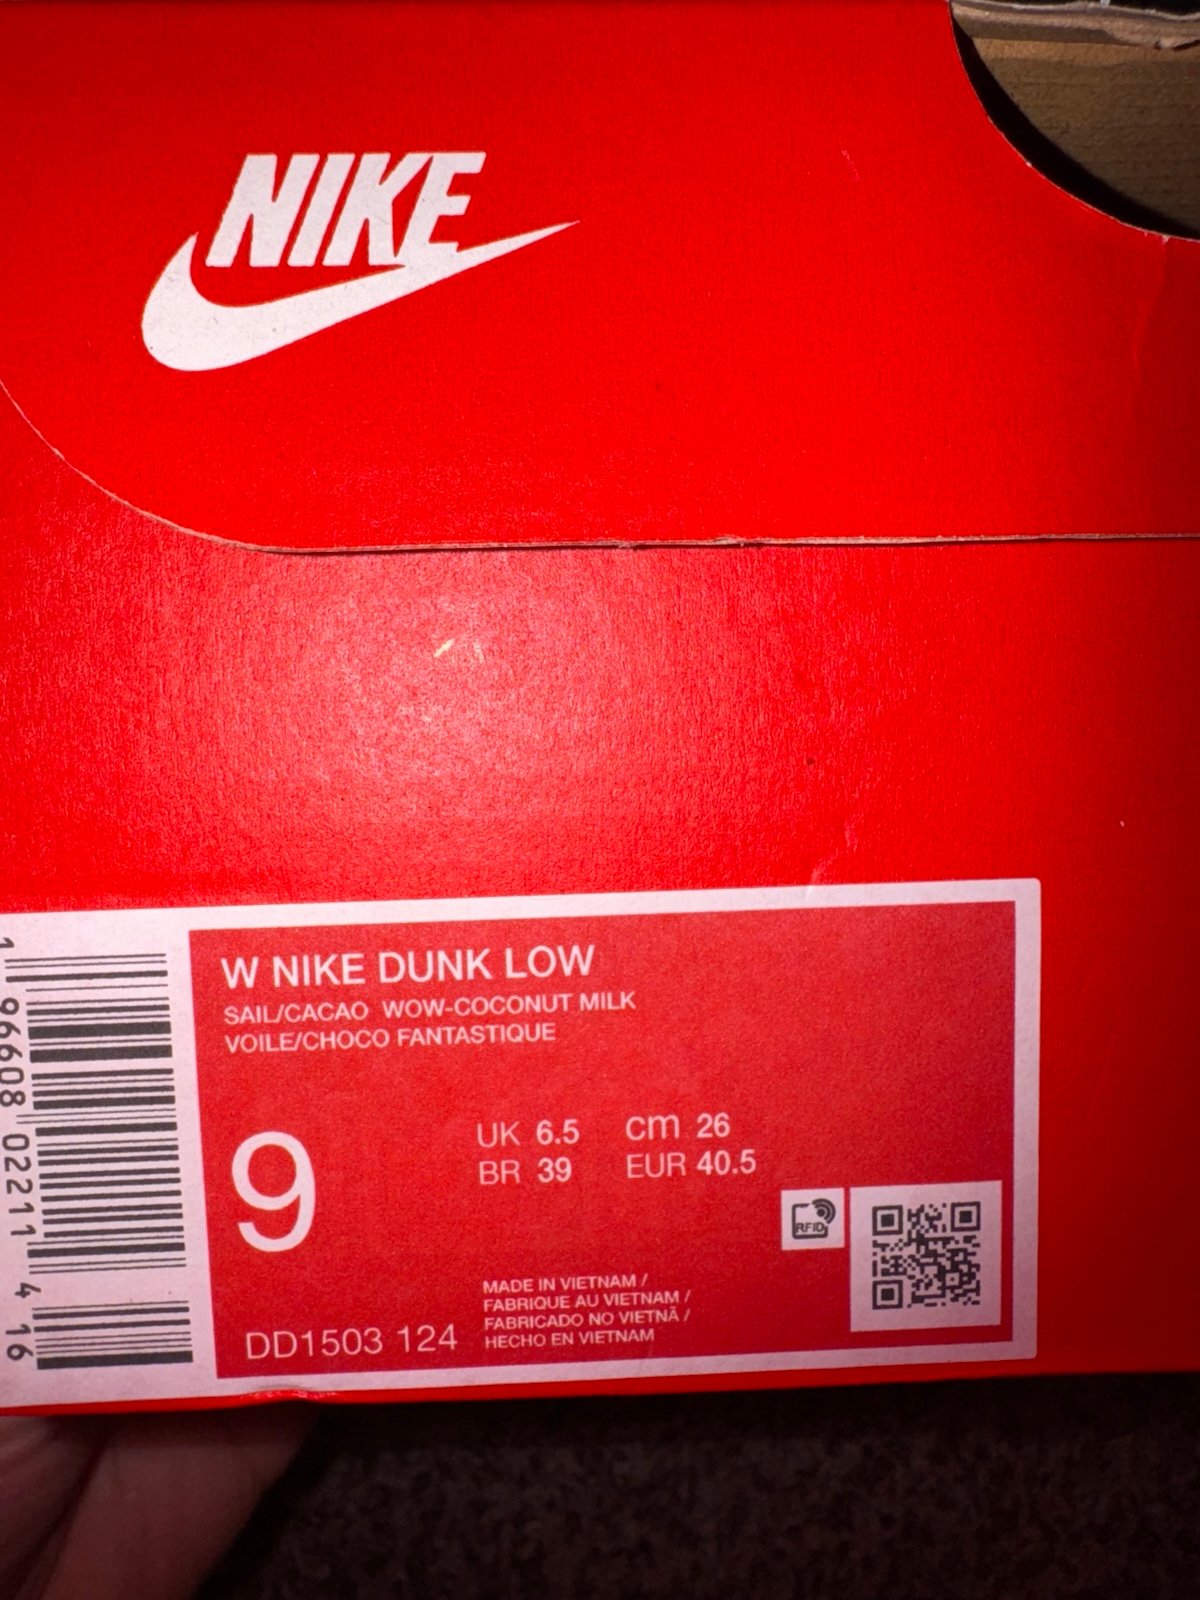 NIKE
W NIKE DUNK LOW
SAIL/CACAO WOW-COCONUT MILK
VOILE/CHOCO FANTASTIQUE
9
UK 6.5 cm 26
BR 39 EUR 40.5
RFID
MADE IN VIETNAM /
FABRIQUE AU VIETNAM /
FABRICADO NO VIETNÃ /
HECHO EN VIETNAM
DD1503 124
1 96608 02211 4 16